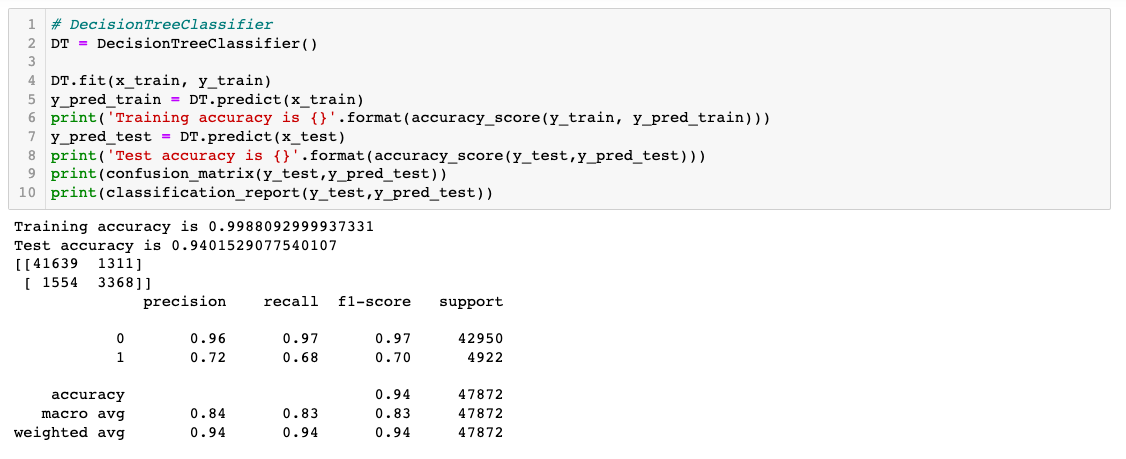 1 # DecisionTreeClassifier
2 DT = DecisionTreeClassifier()
3
4 DT.fit(x_train, y_train)
5 y_pred_train = DT.predict(x_train)
6 print('Training accuracy is {}'.format(accuracy_score(y_train, y_pred_train)))
7 y_pred_test = DT.predict(x_test)
8 print('Test accuracy is {}'.format(accuracy_score(y_test,y_pred_test)))
9 print(confusion_matrix(y_test,y_pred_test))
10 print(classification_report(y_test,y_pred_test))
Training accuracy is 0.9988092999937331
Test accuracy is 0.9401529077540107
[[41639  1311]
 [ 1554  3368]]
              precision    recall  f1-score   support
           0       0.96      0.97      0.97     42950
           1       0.72      0.68      0.70      4922
    accuracy                           0.94     47872
   macro avg       0.84      0.83      0.83     47872
weighted avg       0.94      0.94      0.94     47872